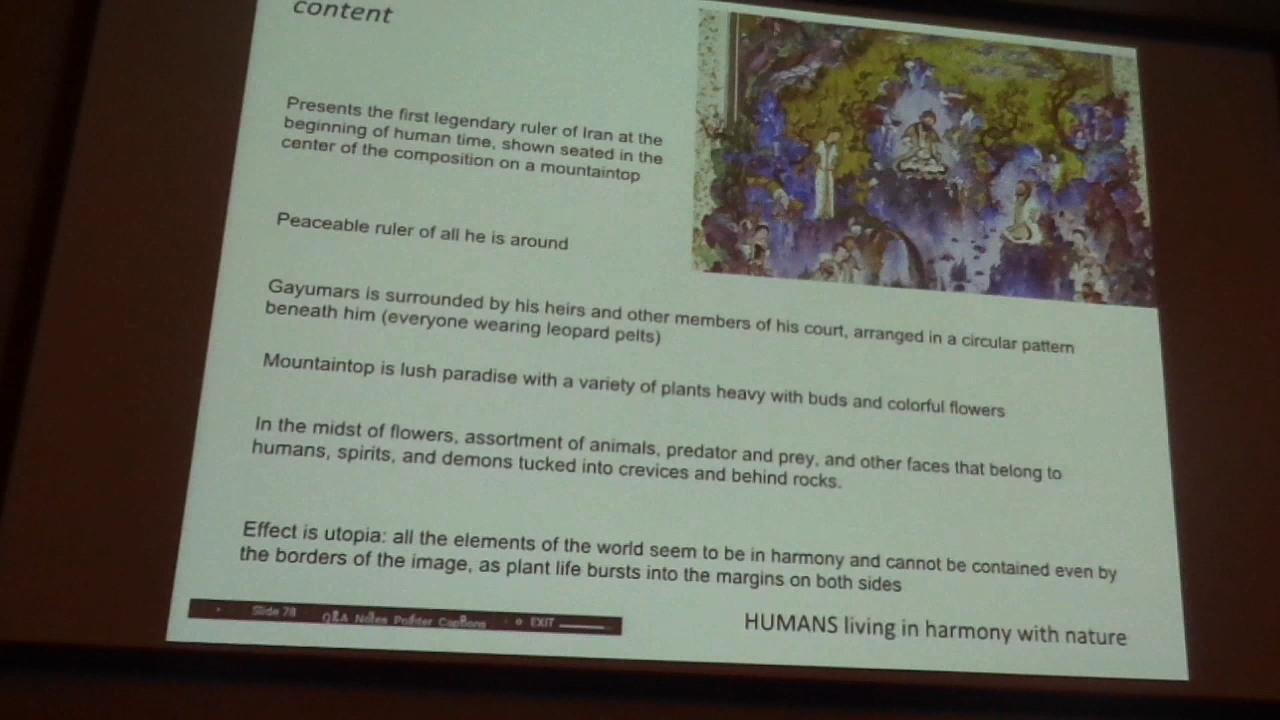 content
Presents the first legendary ruler of Iran at the
beginning of human time, shown seated in the
center of the composition on a mountaintop
Peaceable ruler of all he is around
Gayumars is surrounded by his heirs and other members of his court, arranged in a circular pattern
beneath him (everyone wearing leopard pelts)
Mountaintop is lush paradise with a variety of plants heavy with buds and colorful flowers
In the midst of flowers, assortment of animals, predator and prey, and other faces that belong to
humans, spirits, and demons tucked into crevices and behind rocks.
Effect is utopia: all the elements of the world seem to be in harmony and cannot be contained even by
the borders of the image, as plant life bursts into the margins on both sides
Slide 78 Q&A Notes Pointer Captions EXIT
HUMANS living in harmony with nature